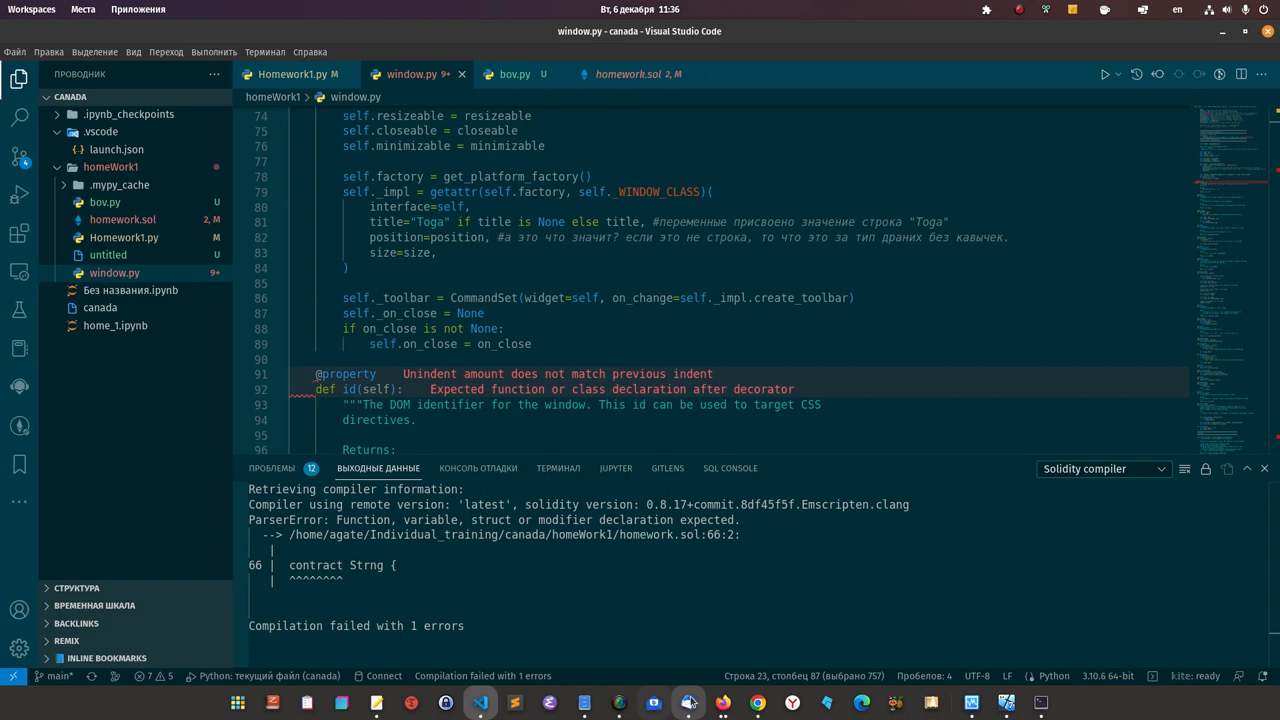 Workspaces Места Приложения Вт, 6 декабря 11:36 en
window.py - canada - Visual Studio Code
Файл Правка Выделение Вид Переход Выполнить Терминал Справка
ПРОВОДНИК
Homework1.py M window.py 9+ bov.py U homework.sol 2, M
CANADA
homeWork1 > window.py
.ipynb_checkpoints
.vscode
launch.json
homeWork1
.mypy_cache
bov.py U
homework.sol 2, M
Homework1.py M
untitled U
window.py 9+
Без названия.ipynb
canada
home_1.ipynb
СТРУКТУРА
ВРЕМЕННАЯ ШКАЛА
BACKLINKS
REMIX
INLINE BOOKMARKS
4
74 self.resizeable = resizeable
75 self.closeable = closeable
76 self.minimizable = minimizable
77
78 self.factory = get_platform_factory()
79 self._impl = getattr(self.factory, self._WINDOW_CLASS)(
80 interface=self,
81 title="Toga" if title is None else title, #переменные присвоено значение строка "Toga"
82 position=position, #а это что значит? если это не строка, то что это за тип драних без кавычек.
83 size=size,
84 )
85
86 self._toolbar = CommandSet(widget=self, on_change=self._impl.create_toolbar)
87 self._on_close = None
88 if on_close is not None:
89 self.on_close = on_close
90
91 @property Unindent amount does not match previous indent
92 def id(self): Expected function or class declaration after decorator
93 """The DOM identifier for the window. This id can be used to target CSS
94 directives.
95
96 Returns:
ПРОБЛЕМЫ 12 ВЫХОДНЫЕ ДАННЫЕ КОНСОЛЬ ОТЛАДКИ ТЕРМИНАЛ JUPYTER GITLENS SQL CONSOLE Solidity compiler
Retrieving compiler information:
Compiler using remote version: 'latest', solidity version: 0.8.17+commit.8df45f5f.Emscripten.clang
ParserError: Function, variable, struct or modifier declaration expected.
--> /home/agate/Individual_training/canada/homeWork1/homework.sol:66:2:
|
66 | contract Strng {
| ^^^^^^^^
Compilation failed with 1 errors
main* 7 5 Python: текущий файл (canada) Connect Compilation failed with 1 errors Строка 23, столбец 87 (выбрано 757) Пробелов: 4 UTF-8 LF Python 3.10.6 64-bit kite: ready